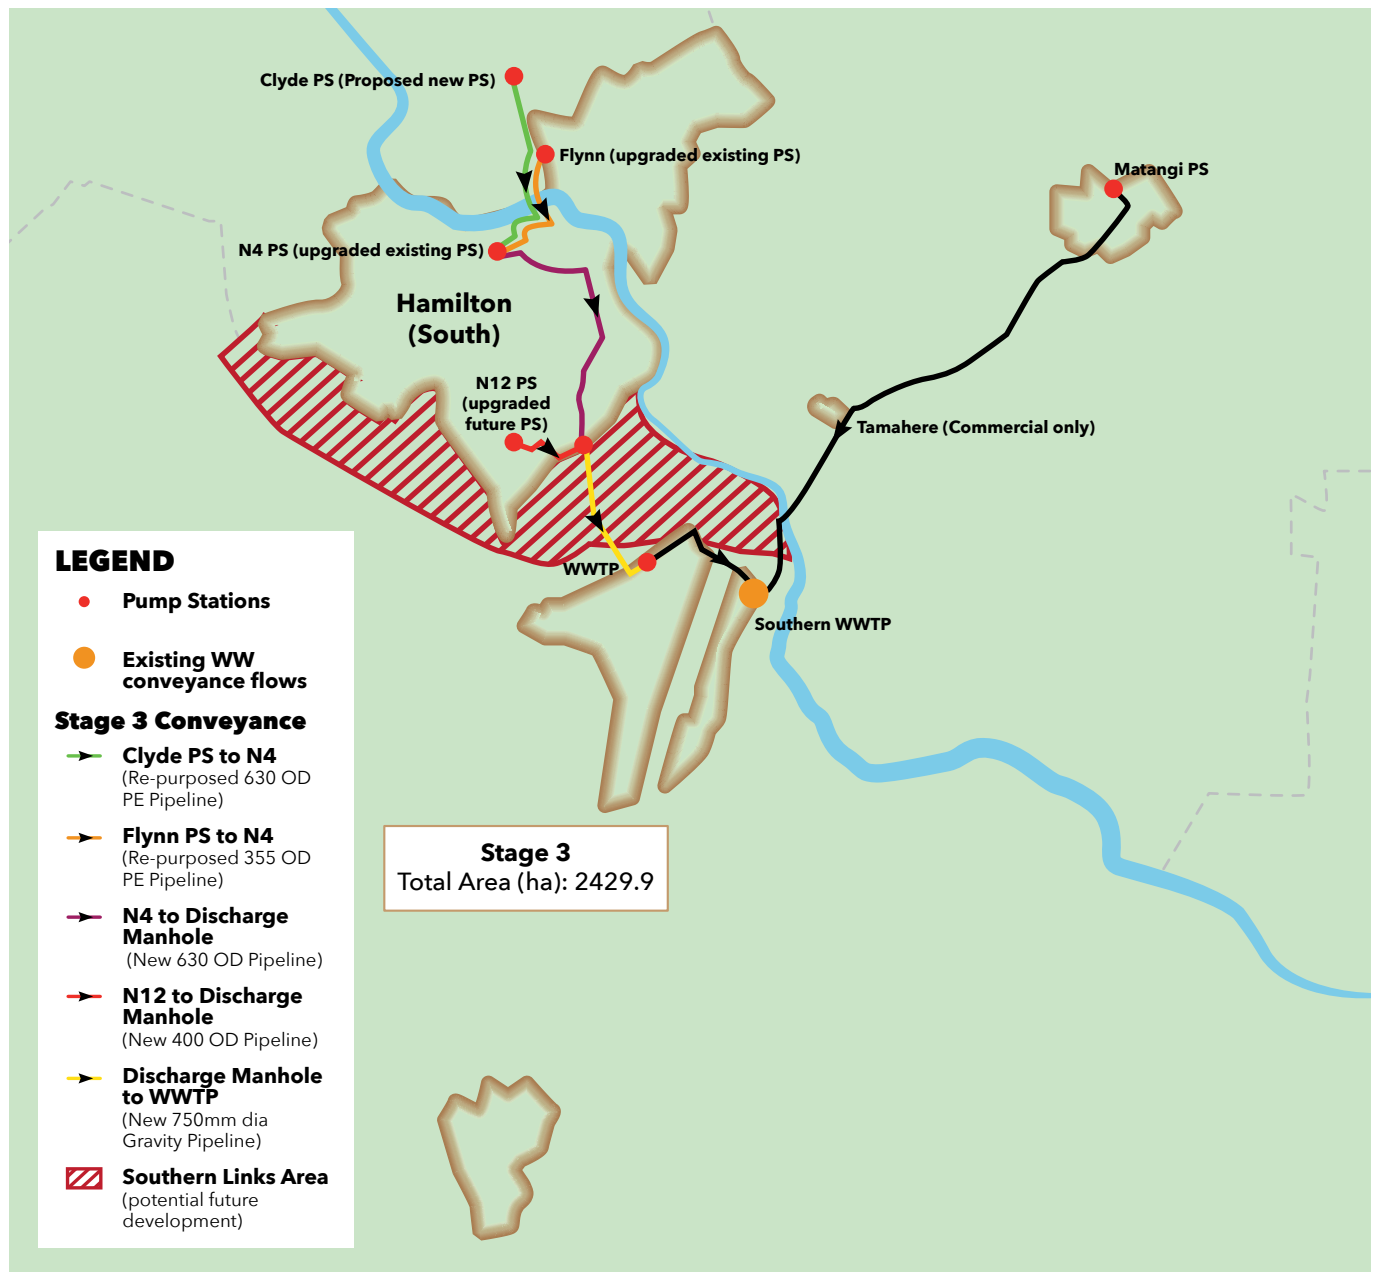 Clyde PS (Proposed new PS)
Flynn (upgraded existing PS)
Matangi PS
N4 PS (upgraded existing PS)
Hamilton
(South)
N12 PS
(upgraded
future PS)
Tamahere (Commercial only)
WWTP
Southern WWTP
LEGEND
Pump Stations
Existing WW
conveyance flows
Stage 3 Conveyance
Clyde PS to N4
(Re-purposed 630 OD
PE Pipeline)
Flynn PS to N4
(Re-purposed 355 OD
PE Pipeline)
N4 to Discharge
Manhole
(New 630 OD Pipeline)
N12 to Discharge
Manhole
(New 400 OD Pipeline)
Discharge Manhole
to WWTP
(New 750mm dia
Gravity Pipeline)
Southern Links Area
(potential future
development)
Stage 3
Total Area (ha): 2429.9